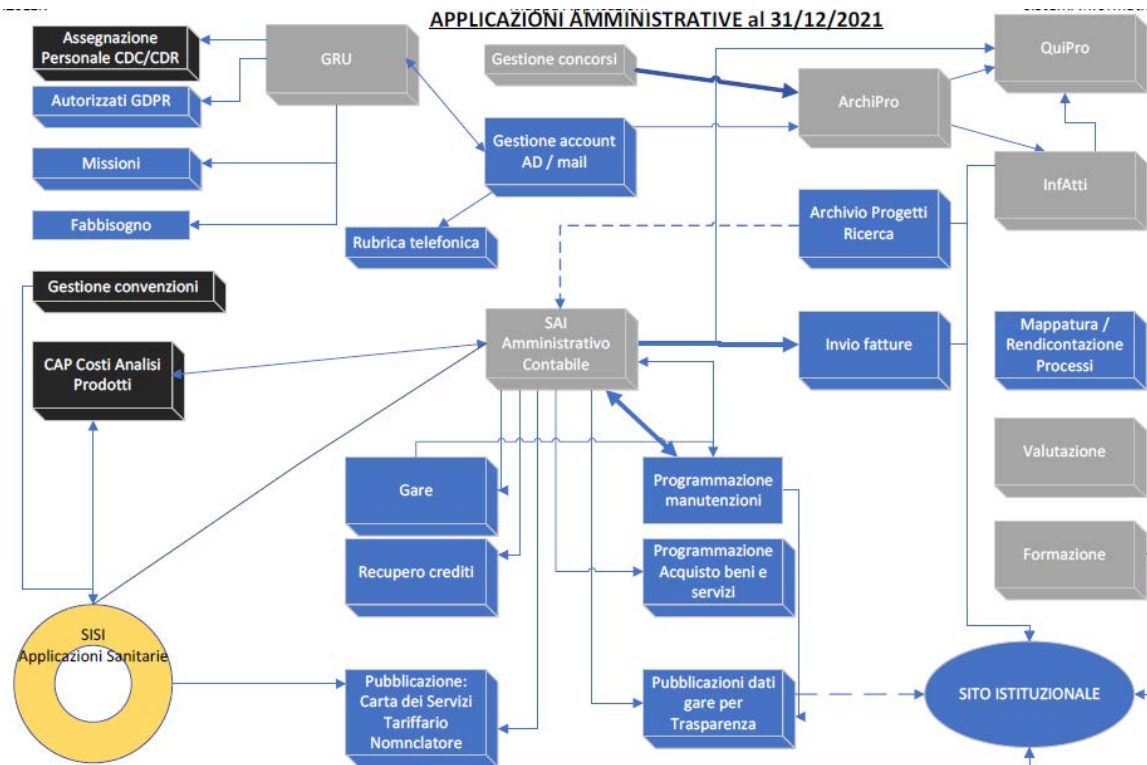 APPLICAZIONI AMMINISTRATIVE al 31/12/2021
Assegnazione
Personale CDC/CDR
GRU
Gestione concorsi
QuiPro
Autorizzati GDPR
ArchiPro
Gestione account
AD / mail
Missioni
InfAtti
Fabbisogno
Rubrica telefonica
Archivio Progetti
Ricerca
Gestione convenzioni
SAI
Amministrativo
Contabile
Invio fatture
Mappatura /
Rendicontazione
Processi
CAP Costi Analisi
Prodotti
Valutazione
Gare
Programmazione
manutenzioni
Recupero crediti
Programmazione
Acquisto beni e
servizi
Formazione
SISI
Applicazioni Sanitarie
Pubblicazione:
Carta dei Servizi
Tariffario
Nomnclatore
Pubblicazioni dati
gare per
Trasparenza
SITO ISTITUZIONALE